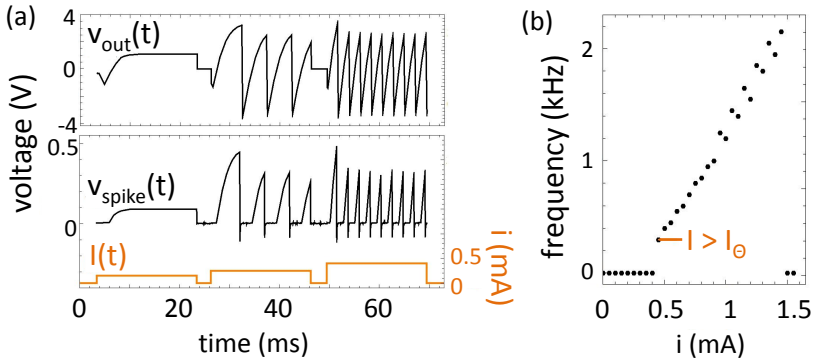 (a)
4
v_out(t)
0
-4
voltage (V)
0.5
v_spike(t)
0
I(t)
0.5
0
i (mA)
0 20 40 60
time (ms)
(b)
2
1
0
frequency (kHz)
I > I_Θ
0.0 0.5 1 1.5
i (mA)